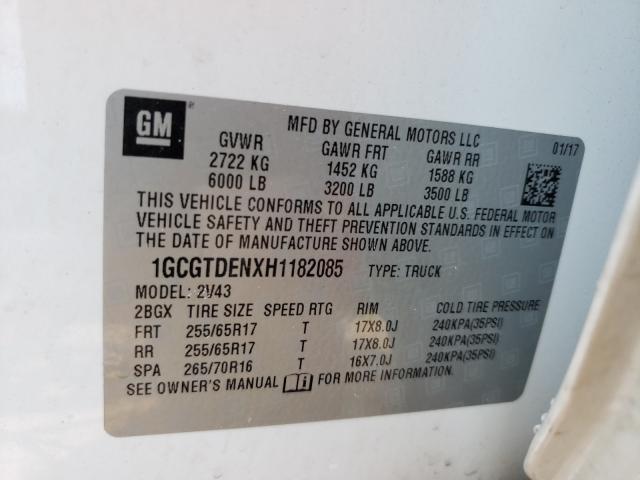 GM
MFD BY GENERAL MOTORS LLC 01/17
GVWR GAWR FRT GAWR RR
2722 KG 1452 KG 1588 KG
6000 LB 3200 LB 3500 LB
THIS VEHICLE CONFORMS TO ALL APPLICABLE U.S. FEDERAL MOTOR
VEHICLE SAFETY AND THEFT PREVENTION STANDARDS IN EFFECT ON
THE DATE OF MANUFACTURE SHOWN ABOVE.
1GCGTDENXH1182085 TYPE: TRUCK
MODEL: 2V43
2BGX TIRE SIZE SPEED RTG RIM COLD TIRE PRESSURE
FRT 255/65R17 T 17X8.0J 240KPA(35PSI)
RR 255/65R17 T 17X8.0J 240KPA(35PSI)
SPA 265/70R16 T 16X7.0J 240KPA(35PSI)
SEE OWNER'S MANUAL FOR MORE INFORMATION.